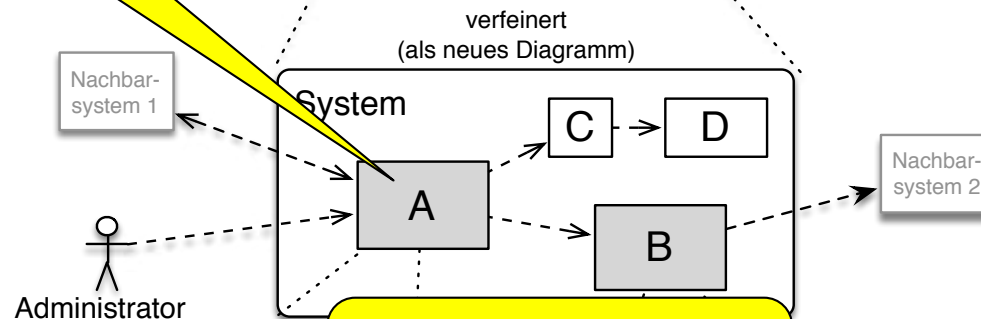 verfeinert
(als neues Diagramm)
Nachbar-
system 1
System
C
D
Nachbar-
system 2
A
B
Administrator